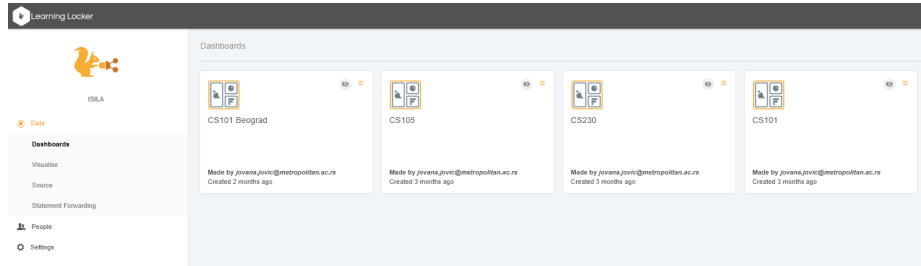 Learning Locker
ISILA
Data
Dashboards
Visualise
Source
Statement Forwarding
People
Settings
Dashboards
CS101 Beograd
Made by jovana.jovic@metropolitan.ac.rs
Created 2 months ago
CS105
Made by jovana.jovic@metropolitan.ac.rs
Created 3 months ago
CS230
Made by jovana.jovic@metropolitan.ac.rs
Created 3 months ago
CS101
Made by jovana.jovic@metropolitan.ac.rs
Created 3 months ago